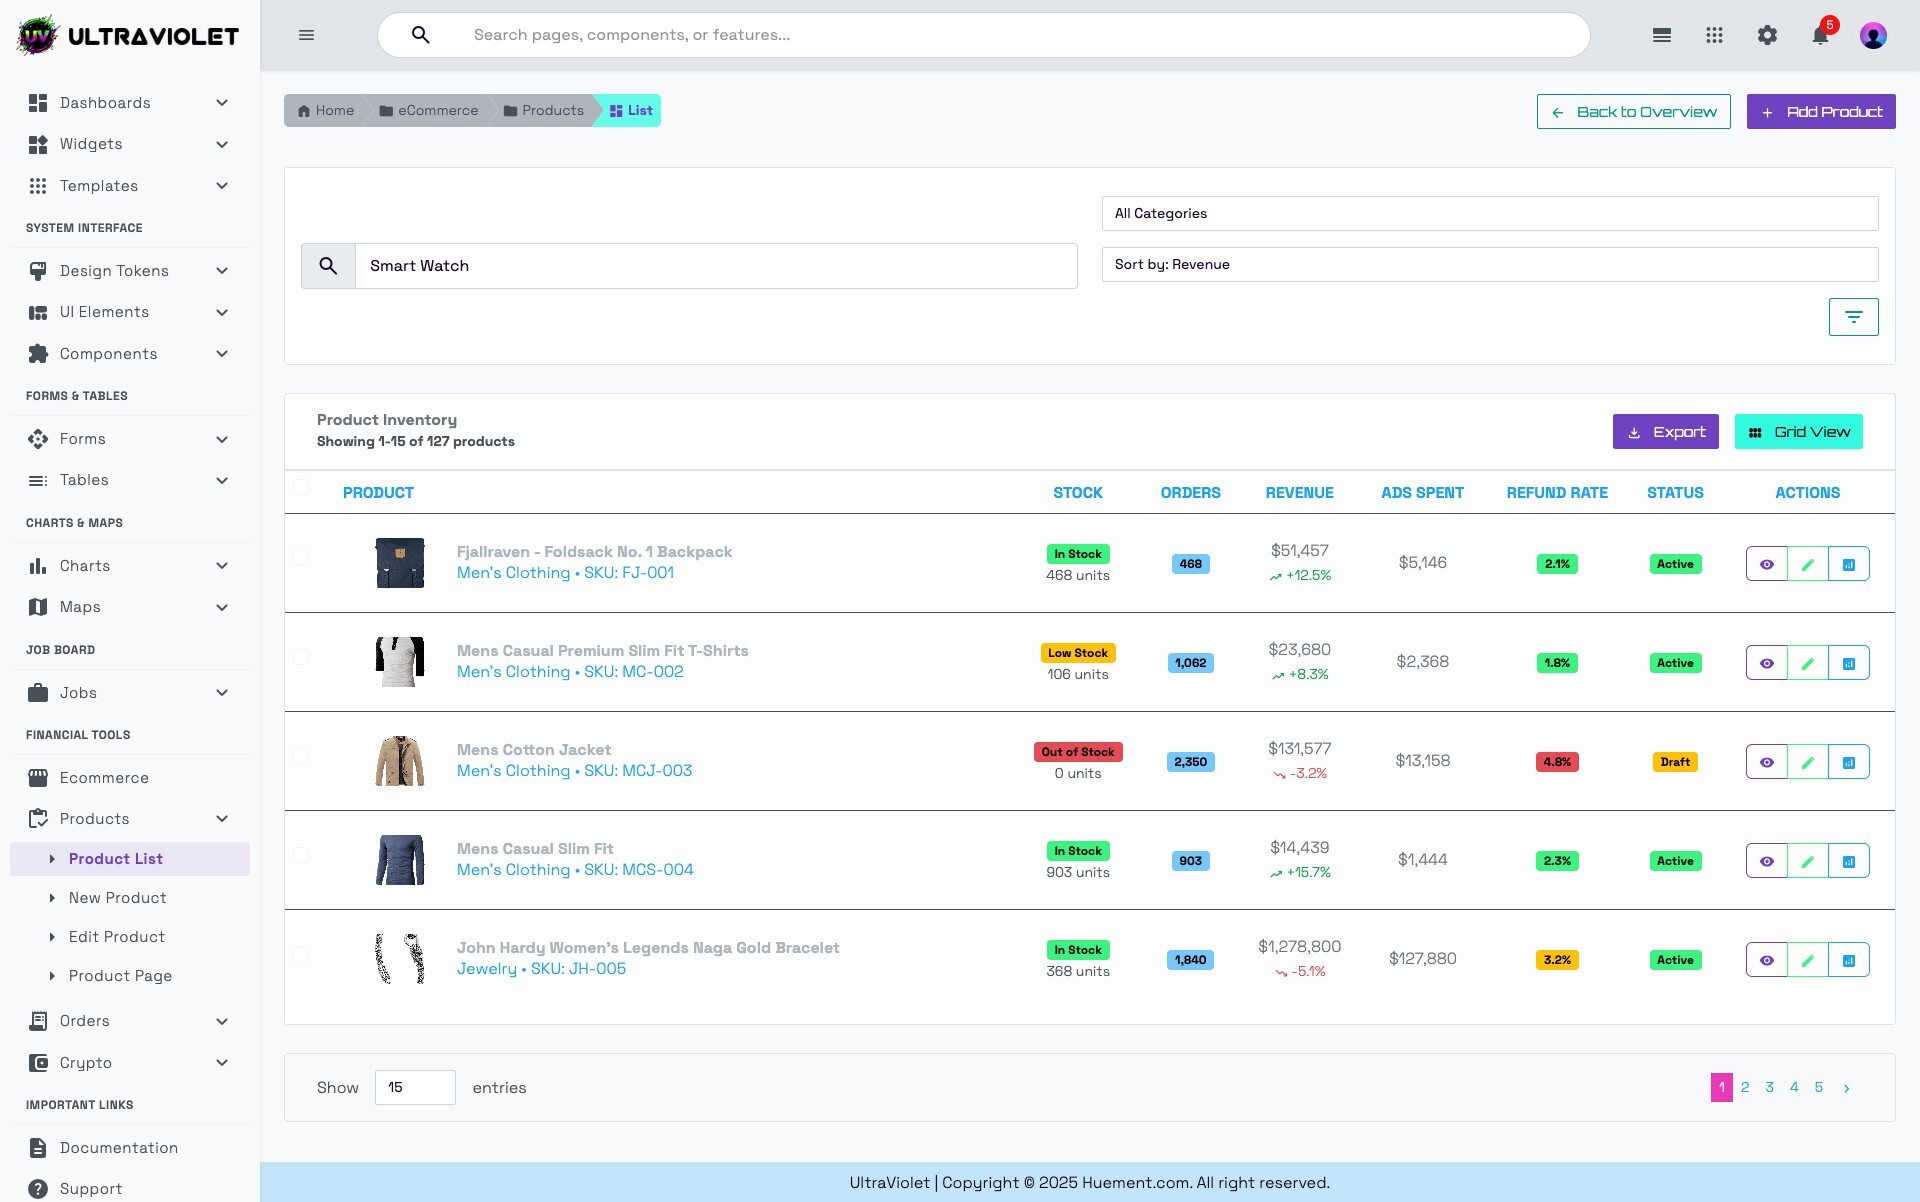 UV ULTRAVIOLET
Search pages, components, or features...
5
Dashboards
Widgets
Templates
SYSTEM INTERFACE
Design Tokens
UI Elements
Components
FORMS & TABLES
Forms
Tables
CHARTS & MAPS
Charts
Maps
JOB BOARD
Jobs
FINANCIAL TOOLS
Ecommerce
Products
Product List
New Product
Edit Product
Product Page
Orders
Crypto
IMPORTANT LINKS
Documentation
Support
Home eCommerce Products List
Back to Overview
Add Product
Smart Watch
All Categories
Sort by: Revenue
Product Inventory
Showing 1-15 of 127 products
Export
Grid View
PRODUCT STOCK ORDERS REVENUE ADS SPENT REFUND RATE STATUS ACTIONS
Fjallraven - Foldsack No. 1 Backpack
Men's Clothing • SKU: FJ-001
In Stock
468 units
468
$51,457
+12.5%
$5,146
2.1%
Active
Mens Casual Premium Slim Fit T-Shirts
Men's Clothing • SKU: MC-002
Low Stock
106 units
1,062
$23,680
+8.3%
$2,368
1.8%
Active
Mens Cotton Jacket
Men's Clothing • SKU: MCJ-003
Out of Stock
0 units
2,350
$131,577
-3.2%
$13,158
4.8%
Draft
Mens Casual Slim Fit
Men's Clothing • SKU: MCS-004
In Stock
903 units
903
$14,439
+15.7%
$1,444
2.3%
Active
John Hardy Women's Legends Naga Gold Bracelet
Jewelry • SKU: JH-005
In Stock
368 units
1,840
$1,278,800
-5.1%
$127,880
3.2%
Active
Show 15 entries
1 2 3 4 5 ›
UltraViolet | Copyright © 2025 Huement.com. All right reserved.